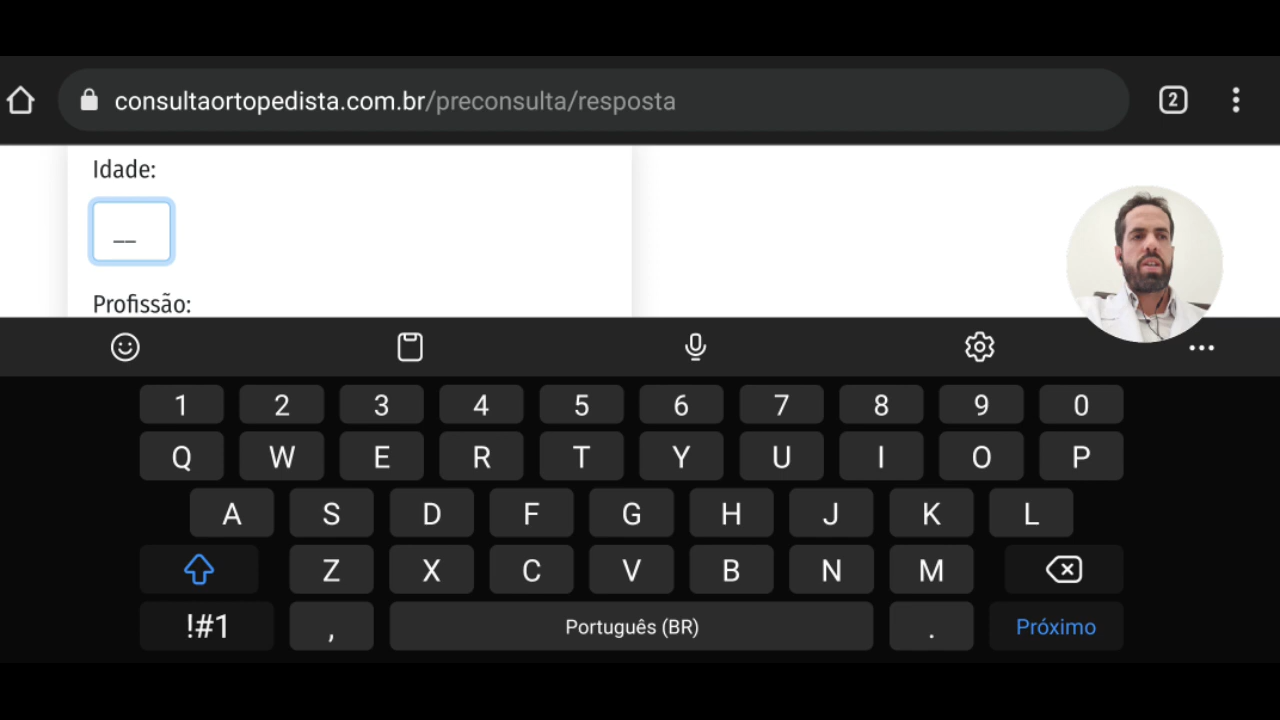 consultaortopedista.com.br/preconsulta/resposta
2
Idade:
__
Profissão:
1 2 3 4 5 6 7 8 9 0
Q W E R T Y U I O P
A S D F G H J K L
Z X C V B N M
!#1 , Português (BR) . Próximo